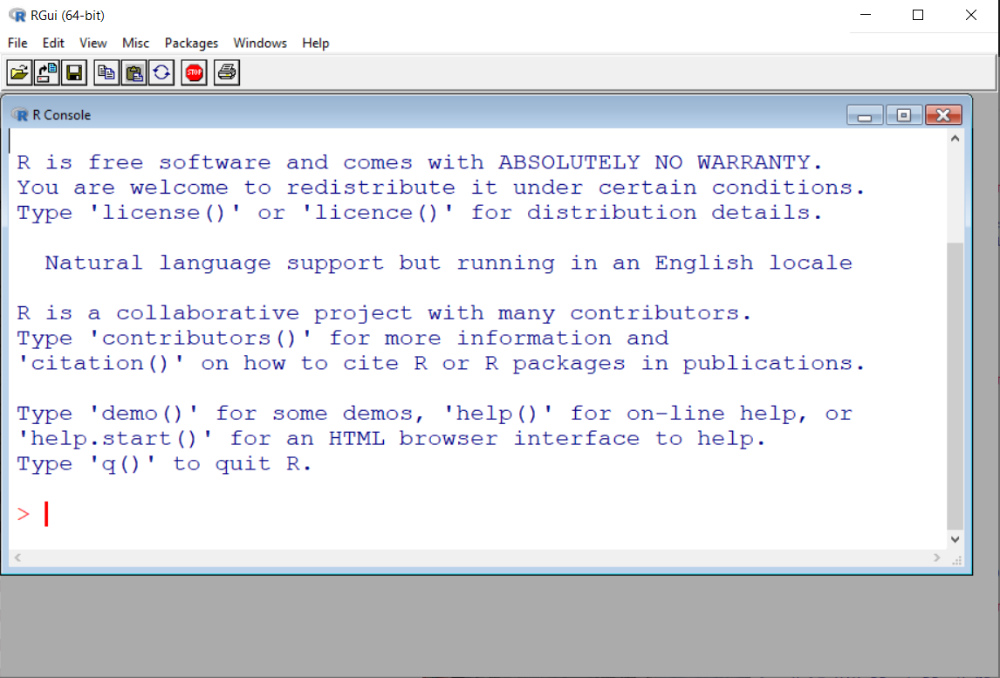 RGui (64-bit)
File Edit View Misc Packages Windows Help
STOP
R Console
R is free software and comes with ABSOLUTELY NO WARRANTY.
You are welcome to redistribute it under certain conditions.
Type 'license()' or 'licence()' for distribution details.
Natural language support but running in an English locale
R is a collaborative project with many contributors.
Type 'contributors()' for more information and
'citation()' on how to cite R or R packages in publications.
Type 'demo()' for some demos, 'help()' for on-line help, or
'help.start()' for an HTML browser interface to help.
Type 'q()' to quit R.
>